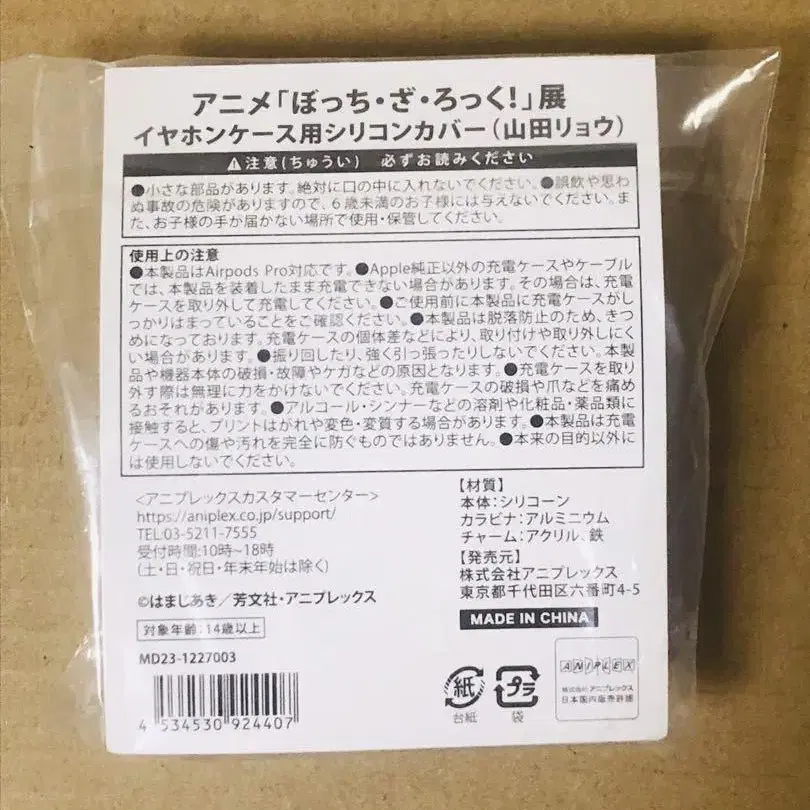 アニメ「ぼっち・ざ・ろっく!」展
イヤホンケース用シリコンカバー(山田リョウ)
⚠注意(ちゅうい) 必ずお読みください
●小さな部品があります。絶対に口の中に入れないでください。●誤飲や思わ
ぬ事故の危険がありますので、6歳未満のお子様には与えないでください。ま
た、お子様の手が届かない場所で使用・保管してください。
使用上の注意
●本製品はAirpods Pro対応です。●Apple純正以外の充電ケースやケーブル
では、本製品を装着したまま充電できない場合があります。その場合は、充電
ケースを取り外して充電してください。●ご使用前に本製品に充電ケースがし
っかりはまっていることをご確認ください。●本製品は脱落防止のため、きつ
めになっております。充電ケースの個体差などにより、取り付けや取り外しにく
い場合があります。●振り回したり、強く引っ張ったりしないでください。本製
品や機器本体の破損・故障やケガなどの原因となります。●充電ケースを取り
外す際は無理に力をかけないでください。充電ケースの破損や爪などを痛め
るおそれがあります。●アルコール・シンナーなどの溶剤や化粧品・薬品類に
接触すると、プリントはがれや変色・変質する場合があります。●本製品は充電
ケースへの傷や汚れを完全に防ぐものではありません。●本来の目的以外に
は使用しないでください。
<アニプレックスカスタマーセンター>
https://aniplex.co.jp/support/
TEL:03-5211-7555
受付時間:10時~18時
(土・日・祝日・年末年始は除く)
©はまじあき/芳文社・アニプレックス
対象年齢:14歳以上
MD23-1227003
4 534530 924407
【材質】
本体:シリコーン
カラビナ:アルミニウム
チャーム:アクリル、鉄
【発売元】
株式会社アニプレックス
東京都千代田区六番町4-5
MADE IN CHINA
紙
台紙
プラ
袋
ANIPLEX
株式会社アニプレックス
日本国内販売許諾